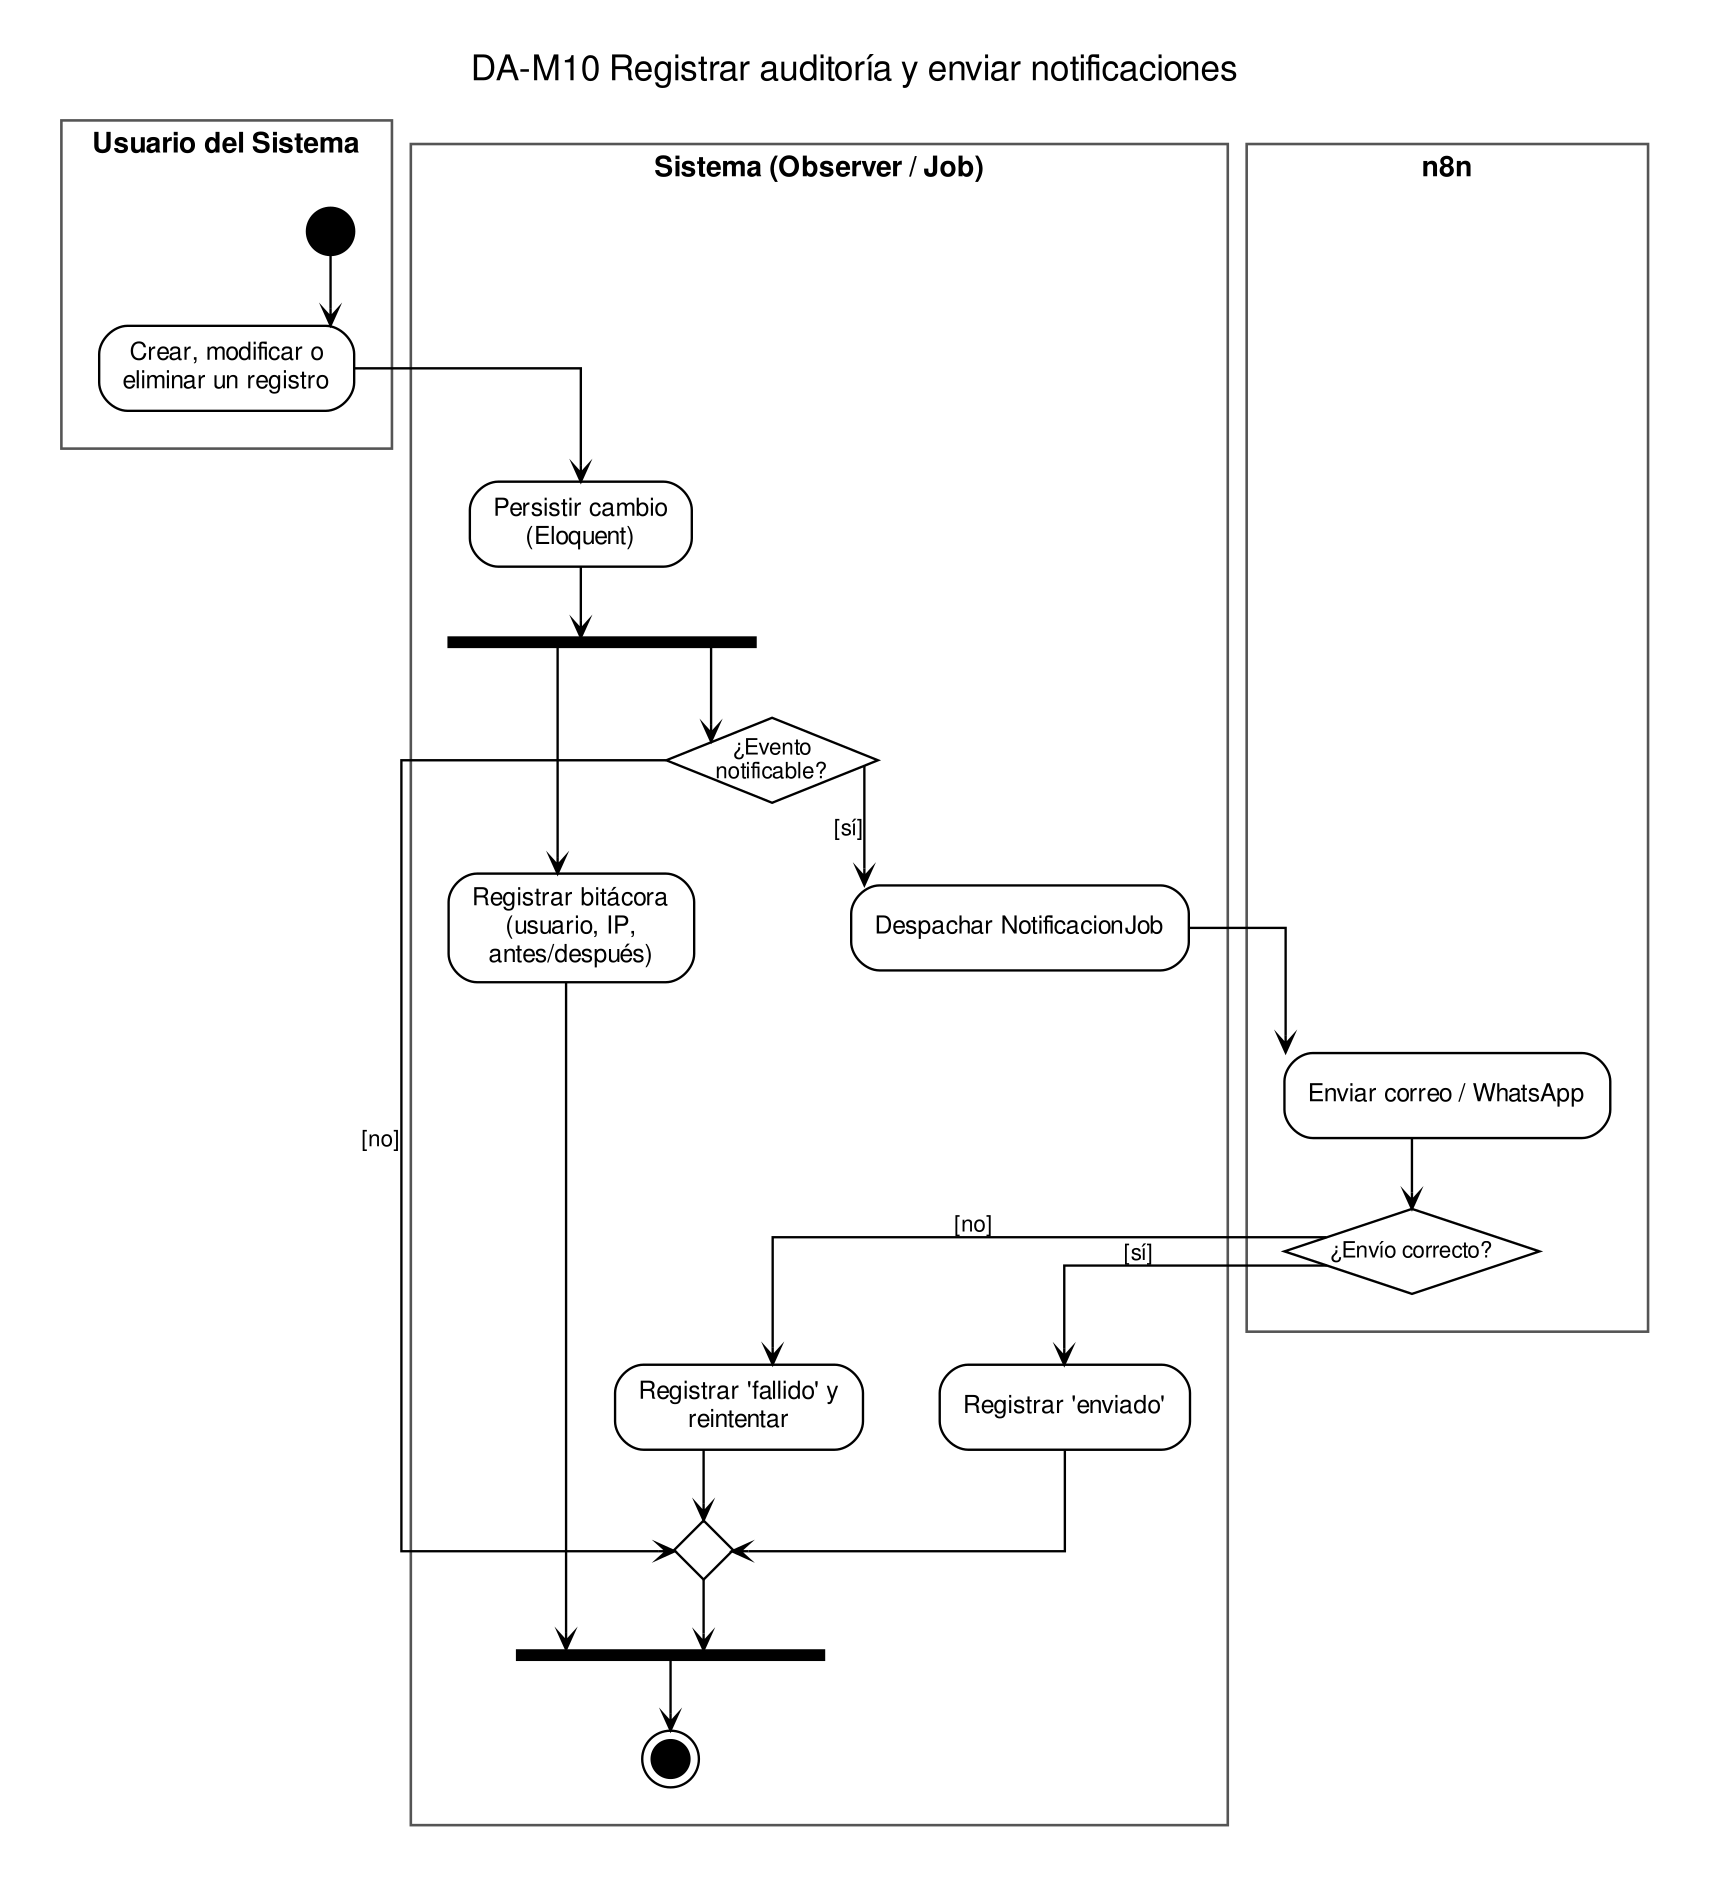 DA-M10 Registrar auditoría y enviar notificaciones
Usuario del Sistema
Sistema (Observer / Job)
n8n
Crear, modificar o
eliminar un registro
Persistir cambio
(Eloquent)
¿Evento
notificable?
[sí]
Registrar bitácora
(usuario, IP,
antes/después)
Despachar NotificacionJob
Enviar correo / WhatsApp
[no]
[no]
[sí]
¿Envío correcto?
Registrar 'fallido' y
reintentar
Registrar 'enviado'